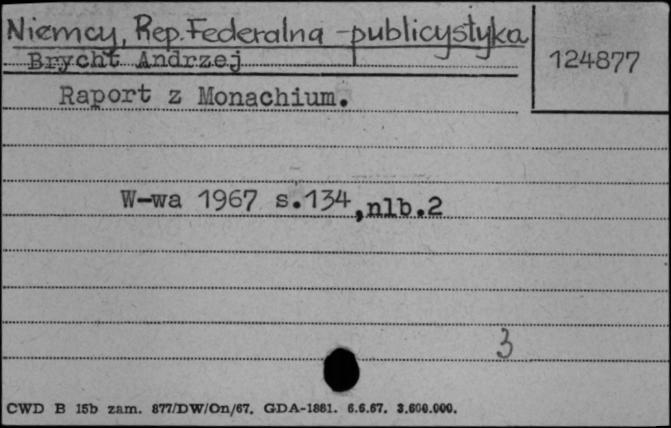 Niemcy, Rep. Federalna - publicystyka
Brycht Andrzej
124877
Raport z Monachium.
W-wa 1967 s.134,nlb.2
3
CWD B 15b zam. 877/DW/On/67. GDA-1881. 6.6.67. 3.600.000.